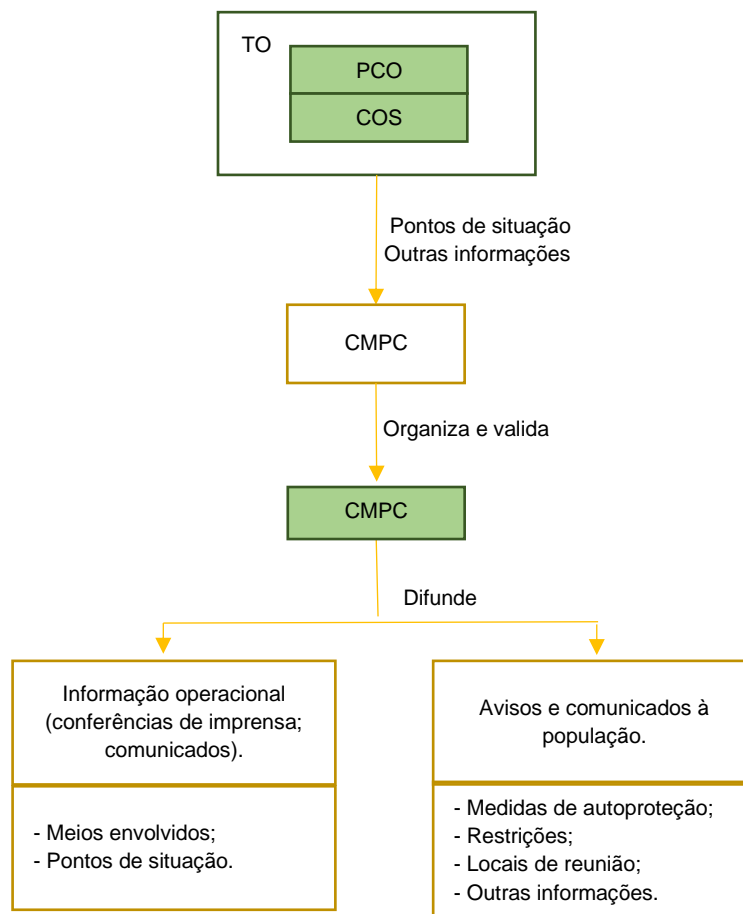 TO
PCO
COS
Pontos de situação
Outras informações
CMPC
Organiza e valida
CMPC
Difunde
Informação operacional
(conferências de imprensa;
comunicados).
- Meios envolvidos;
- Pontos de situação.
Avisos e comunicados à
população.
- Medidas de autoproteção;
- Restrições;
- Locais de reunião;
- Outras informações.